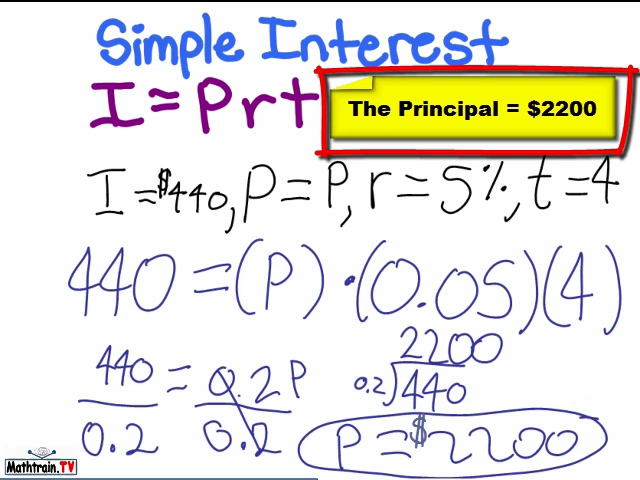 Simple Interest
I = Prt
The Principal = $2200
I = $440, P = P, r = 5%, t = 4
440 = (P) · (0.05)(4)
440 = 0.2P
0.2 0.2
2200
0.2)440
P = $2200
Mathtrain.TV